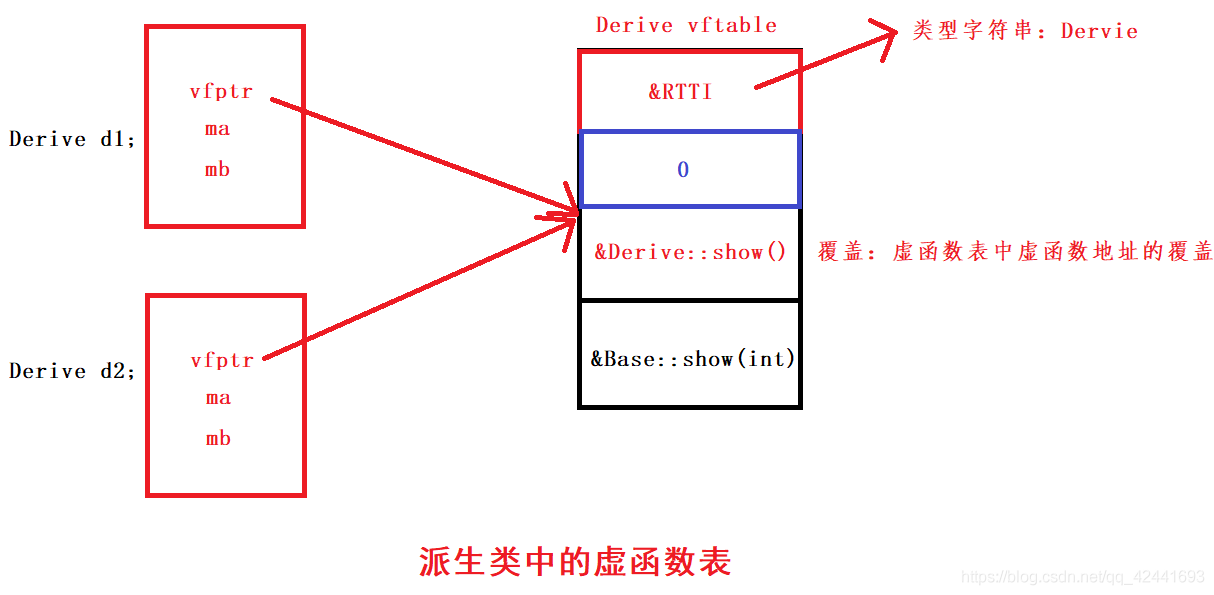 Derive vftable
类型字符串：Dervie
&RTTI
Derive d1;
vfptr
ma
mb
0
&Derive::show()
覆盖：虚函数表中虚函数地址的覆盖
&Base::show(int)
Derive d2;
vfptr
ma
mb
派生类中的虚函数表
https://blog.csdn.net/qq_42441693